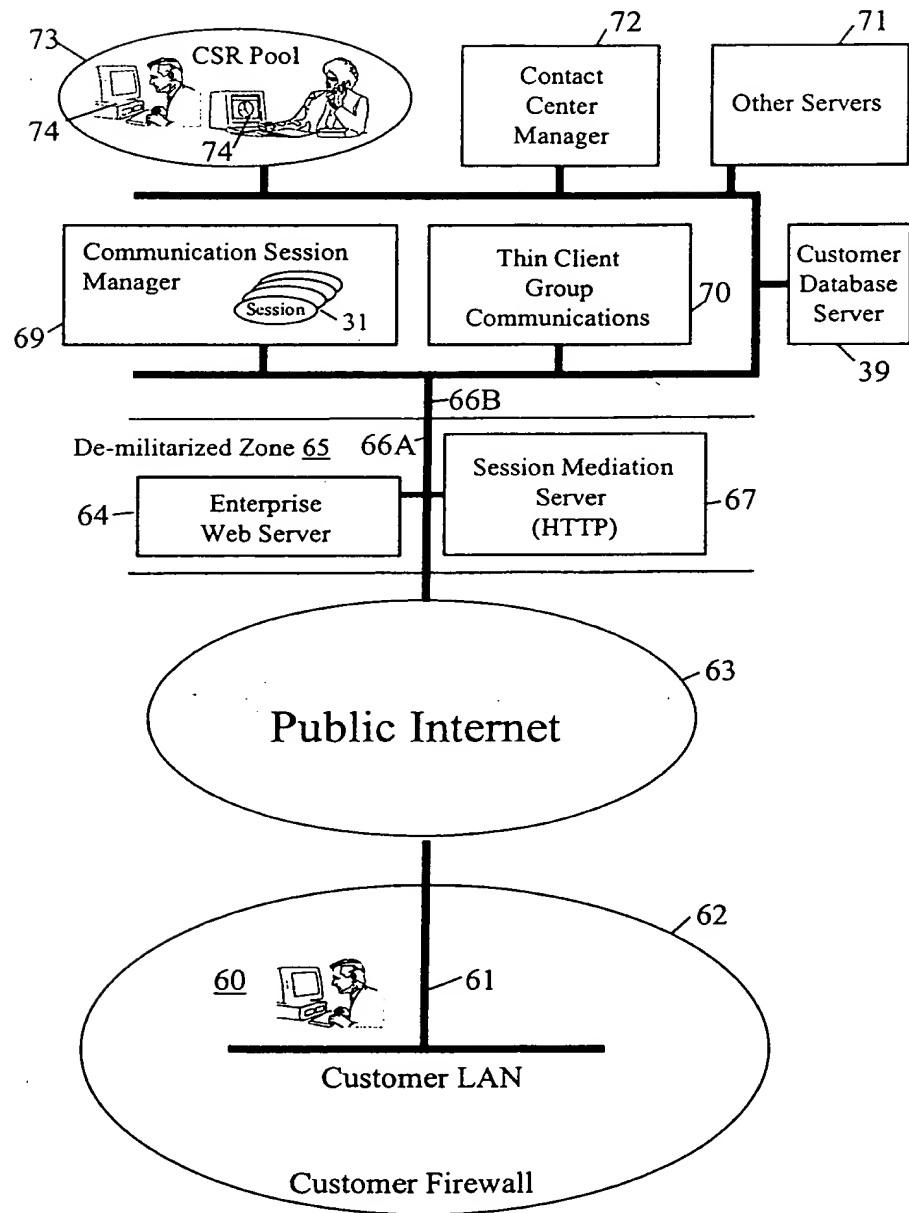 73
CSR Pool
74
74
72
Contact
Center
Manager
71
Other Servers
Communication Session
Manager
Session
31
69
Thin Client
Group
Communications
70
Customer
Database
Server
39
66B
De-militarized Zone 65
66A
64
Enterprise
Web Server
Session Mediation
Server
(HTTP)
67
63
Public Internet
62
60
61
Customer LAN
Customer Firewall